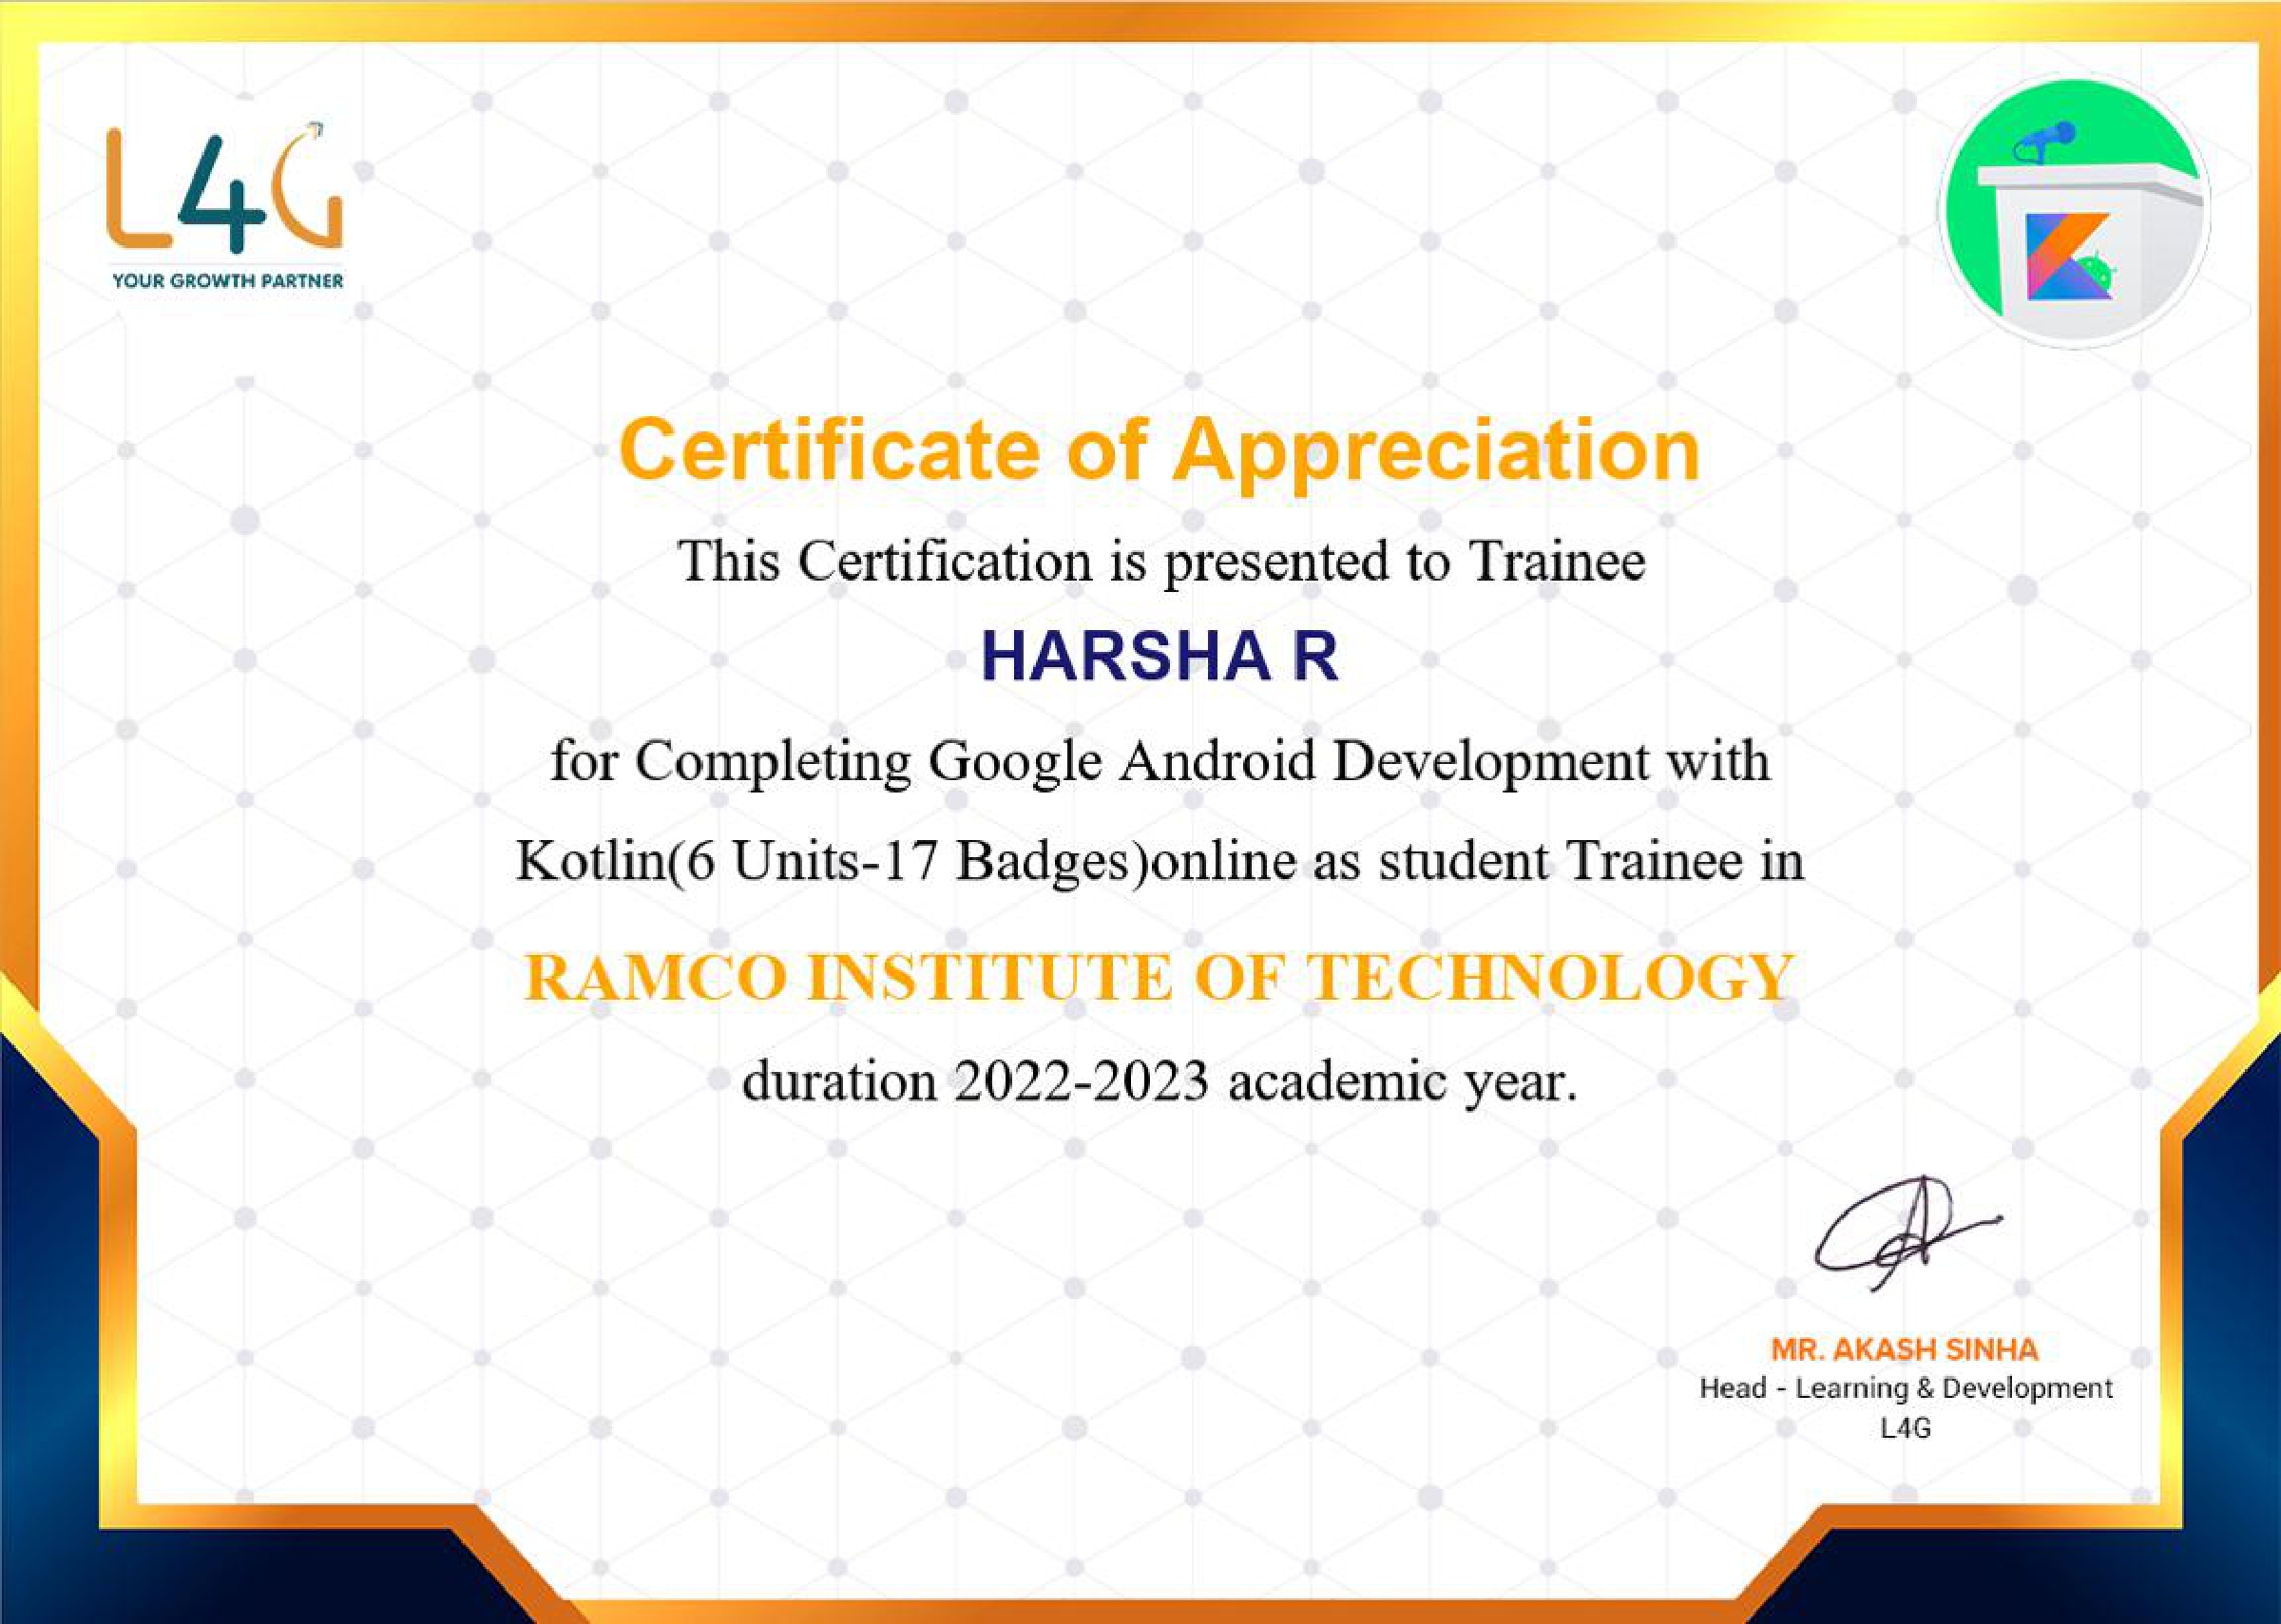 L4G
YOUR GROWTH PARTNER
Certificate of Appreciation
This Certification is presented to Trainee
HARSHA R
for Completing Google Android Development with
Kotlin(6 Units-17 Badges)online as student Trainee in
RAMCO INSTITUTE OF TECHNOLOGY
duration 2022-2023 academic year.
MR. AKASH SINHA
Head - Learning & Development
L4G